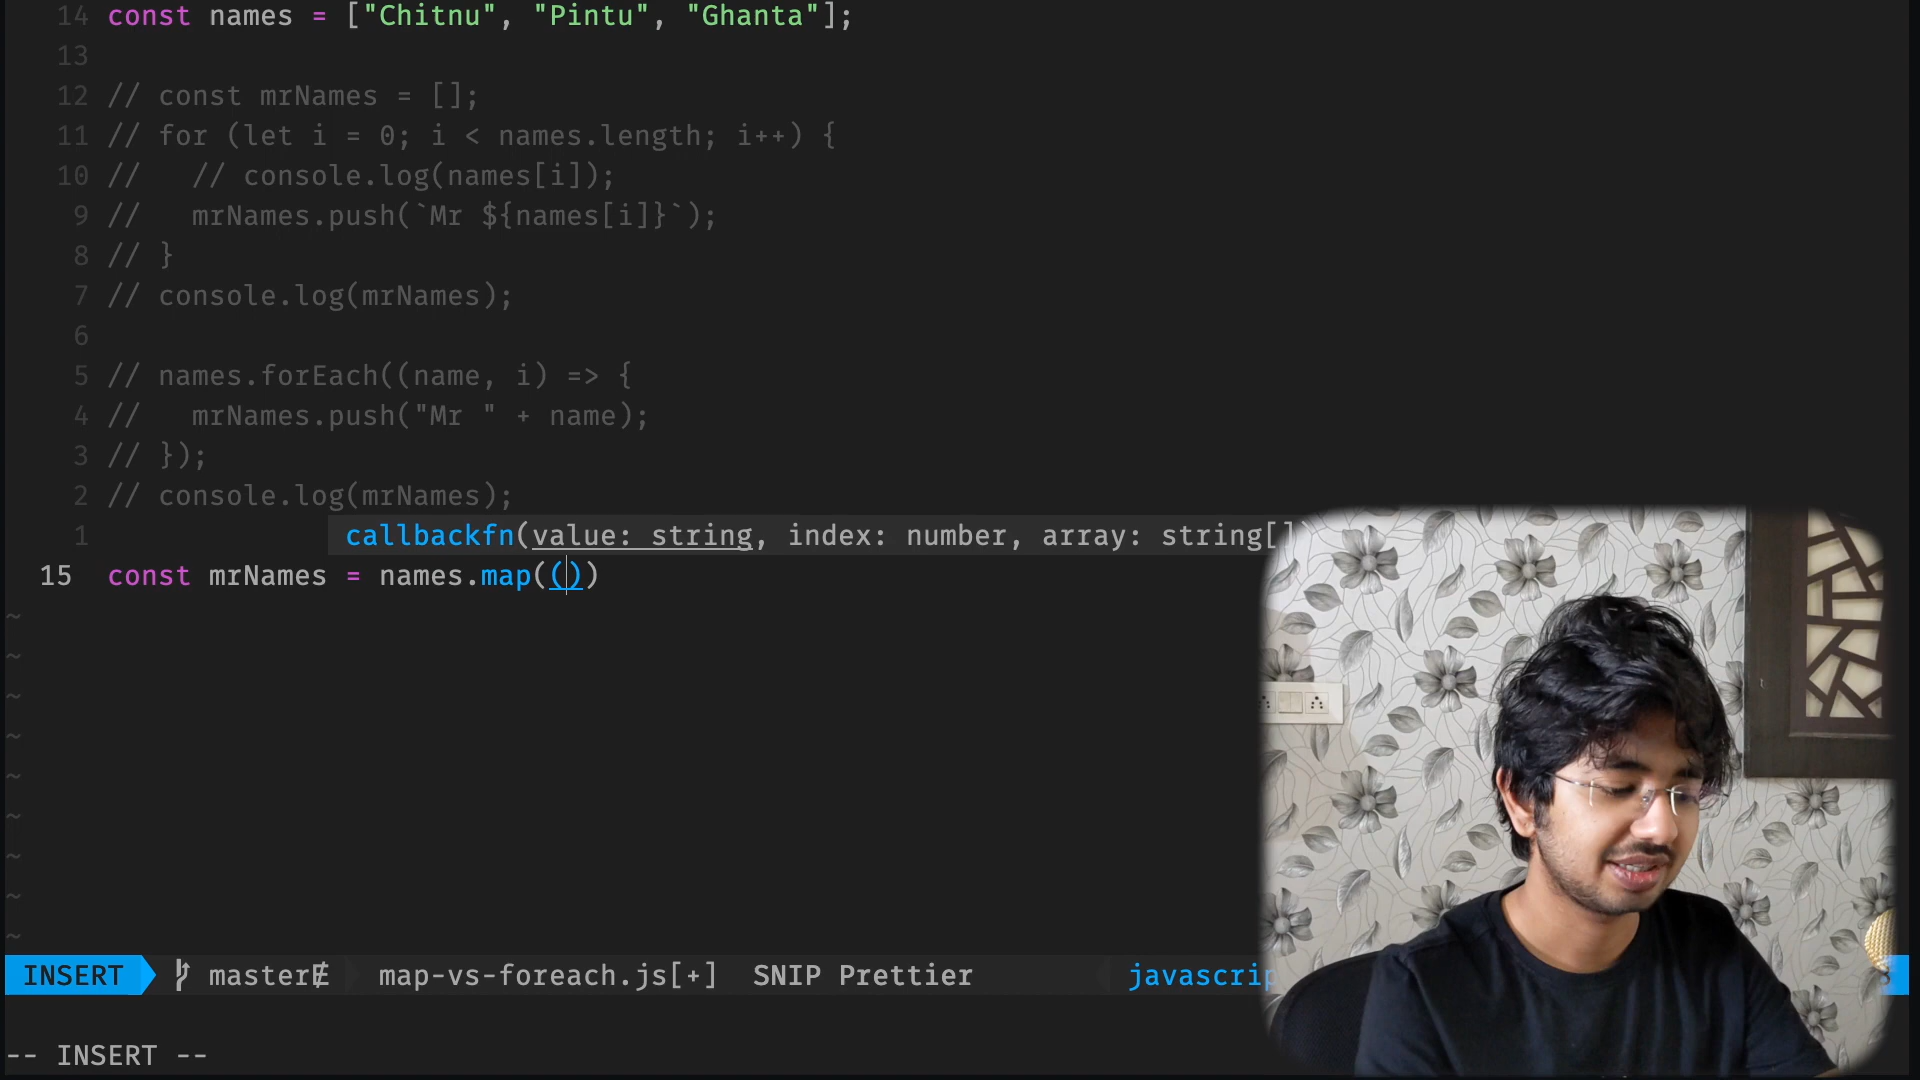 14 const names = ["Chitnu", "Pintu", "Ghanta"];
13
12 // const mrNames = [];
11 // for (let i = 0; i < names.length; i++) {
10 //   // console.log(names[i]);
9 //   mrNames.push(`Mr ${names[i]}`);
8 // }
7 // console.log(mrNames);
6
5 // names.forEach((name, i) => {
4 //   mrNames.push("Mr " + name);
3 // });
2 // console.log(mrNames);
1 callbackfn(value: string, index: number, array: string[]
15 const mrNames = names.map(())
~
~
~
~
~
~
~
~
~
INSERT master map-vs-foreach.js[+] SNIP Prettier javascrip
-- INSERT --